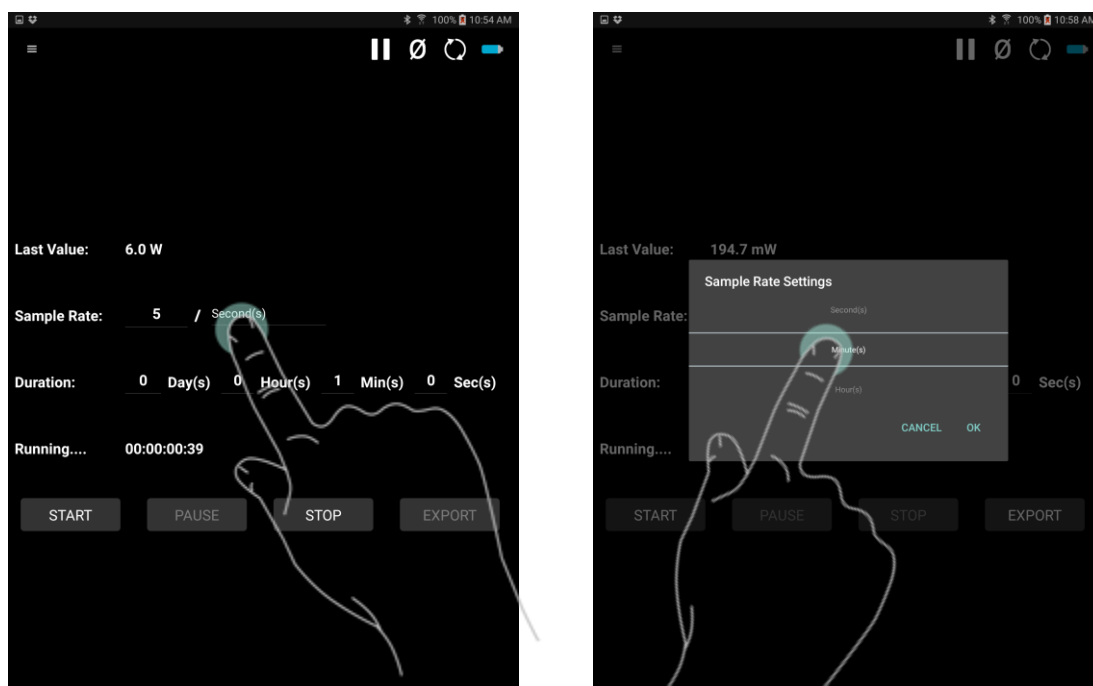 100% 10:54 AM
Last Value: 6.0 W
Sample Rate: 5 / Second(s)
Duration: 0 Day(s) 0 Hour(s) 1 Min(s) 0 Sec(s)
Running.... 00:00:00:39
START PAUSE STOP EXPORT
100% 10:58 AM
Last Value: 194.7 mW
Sample Rate Settings
Second(s)
Sample Rate:
Minute(s)
Duration: 0 Sec(s)
Hour(s)
CANCEL OK
Running....
START PAUSE STOP EXPORT